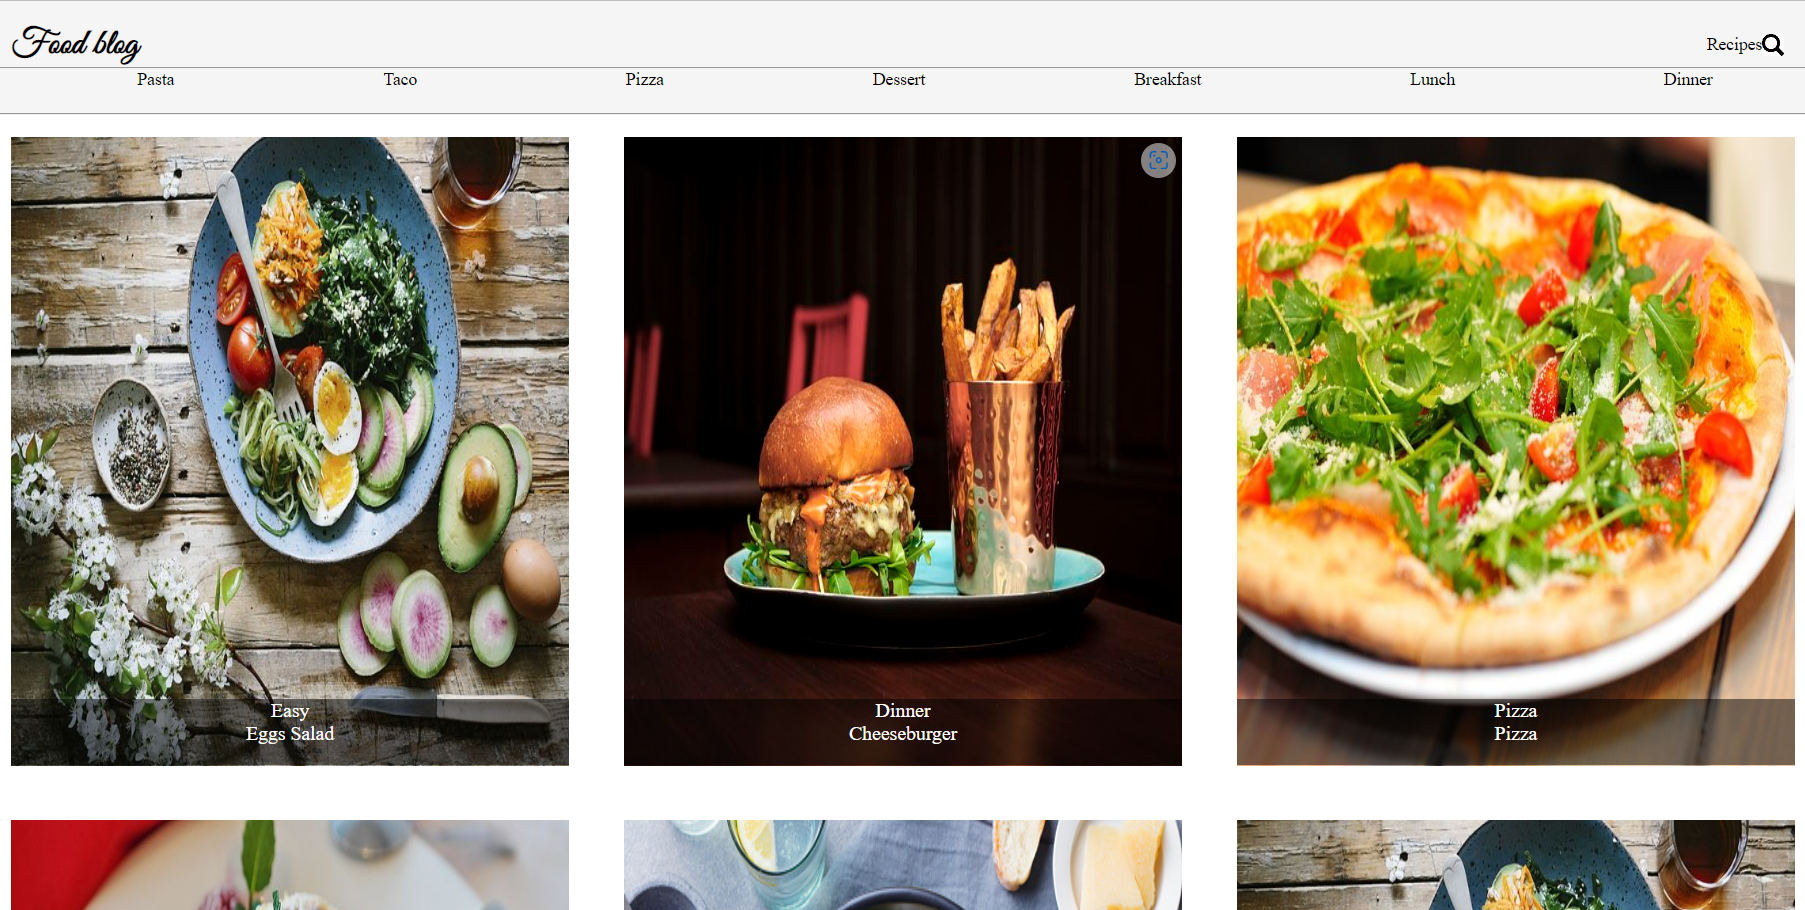 Food blog
Recipes
Pasta Taco Pizza Dessert Breakfast Lunch Dinner
Easy
Eggs Salad
Dinner
Cheeseburger
Pizza
Pizza